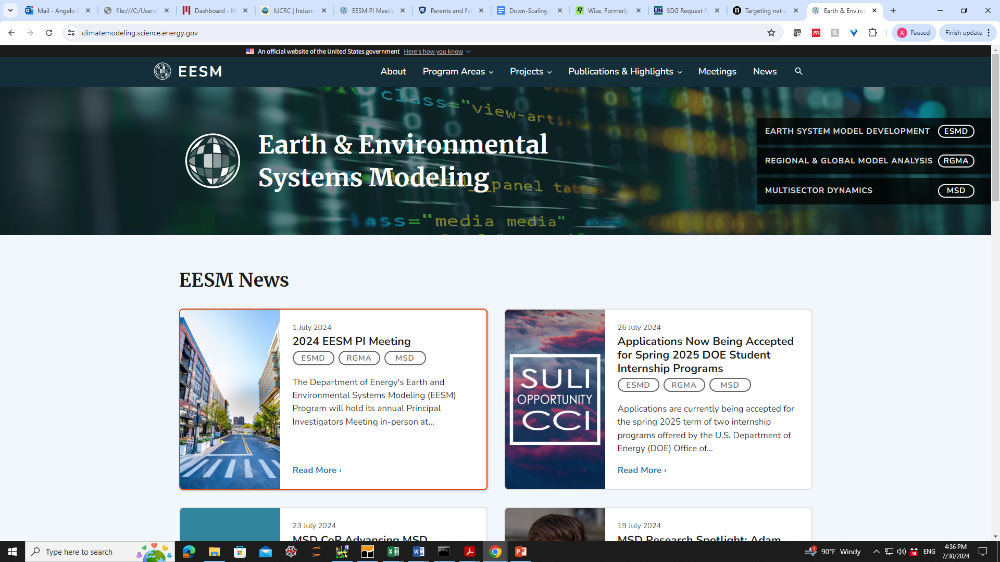 Mail - Angelo
file:///C:/Users/
Dashboard - M
IUCRC | Indust
EESM PI Meeti
Parents and Fa
Down-Scaling
Wise, Formerly
UN SDG Request F
Targeting net-z
Earth & Enviro
climatemodeling.science.energy.gov
A Paused
Finish update
An official website of the United States government Here's how you know
EESM
About
Program Areas
Projects
Publications & Highlights
Meetings
News
class="view-arti
panel tab
lass="media media"
Earth & Environmental
Systems Modeling
EARTH SYSTEM MODEL DEVELOPMENT ESMD
REGIONAL & GLOBAL MODEL ANALYSIS RGMA
MULTISECTOR DYNAMICS MSD
EESM News
1 July 2024
2024 EESM PI Meeting
ESMD RGMA MSD
The Department of Energy's Earth and
Environmental Systems Modeling (EESM)
Program will hold its annual Principal
Investigators Meeting in-person at...
Read More ›
SULI
OPPORTUNITY
CCI
26 July 2024
Applications Now Being Accepted
for Spring 2025 DOE Student
Internship Programs
ESMD RGMA MSD
Applications are currently being accepted for
the spring 2025 term of two internship
programs offered by the U.S. Department of
Energy (DOE) Office of...
Read More ›
23 July 2024
MSD CoP Advancing MSD
19 July 2024
MSD Research Spotlight: Adam
Type here to search
90°F Windy
ENG
4:36 PM
7/30/2024